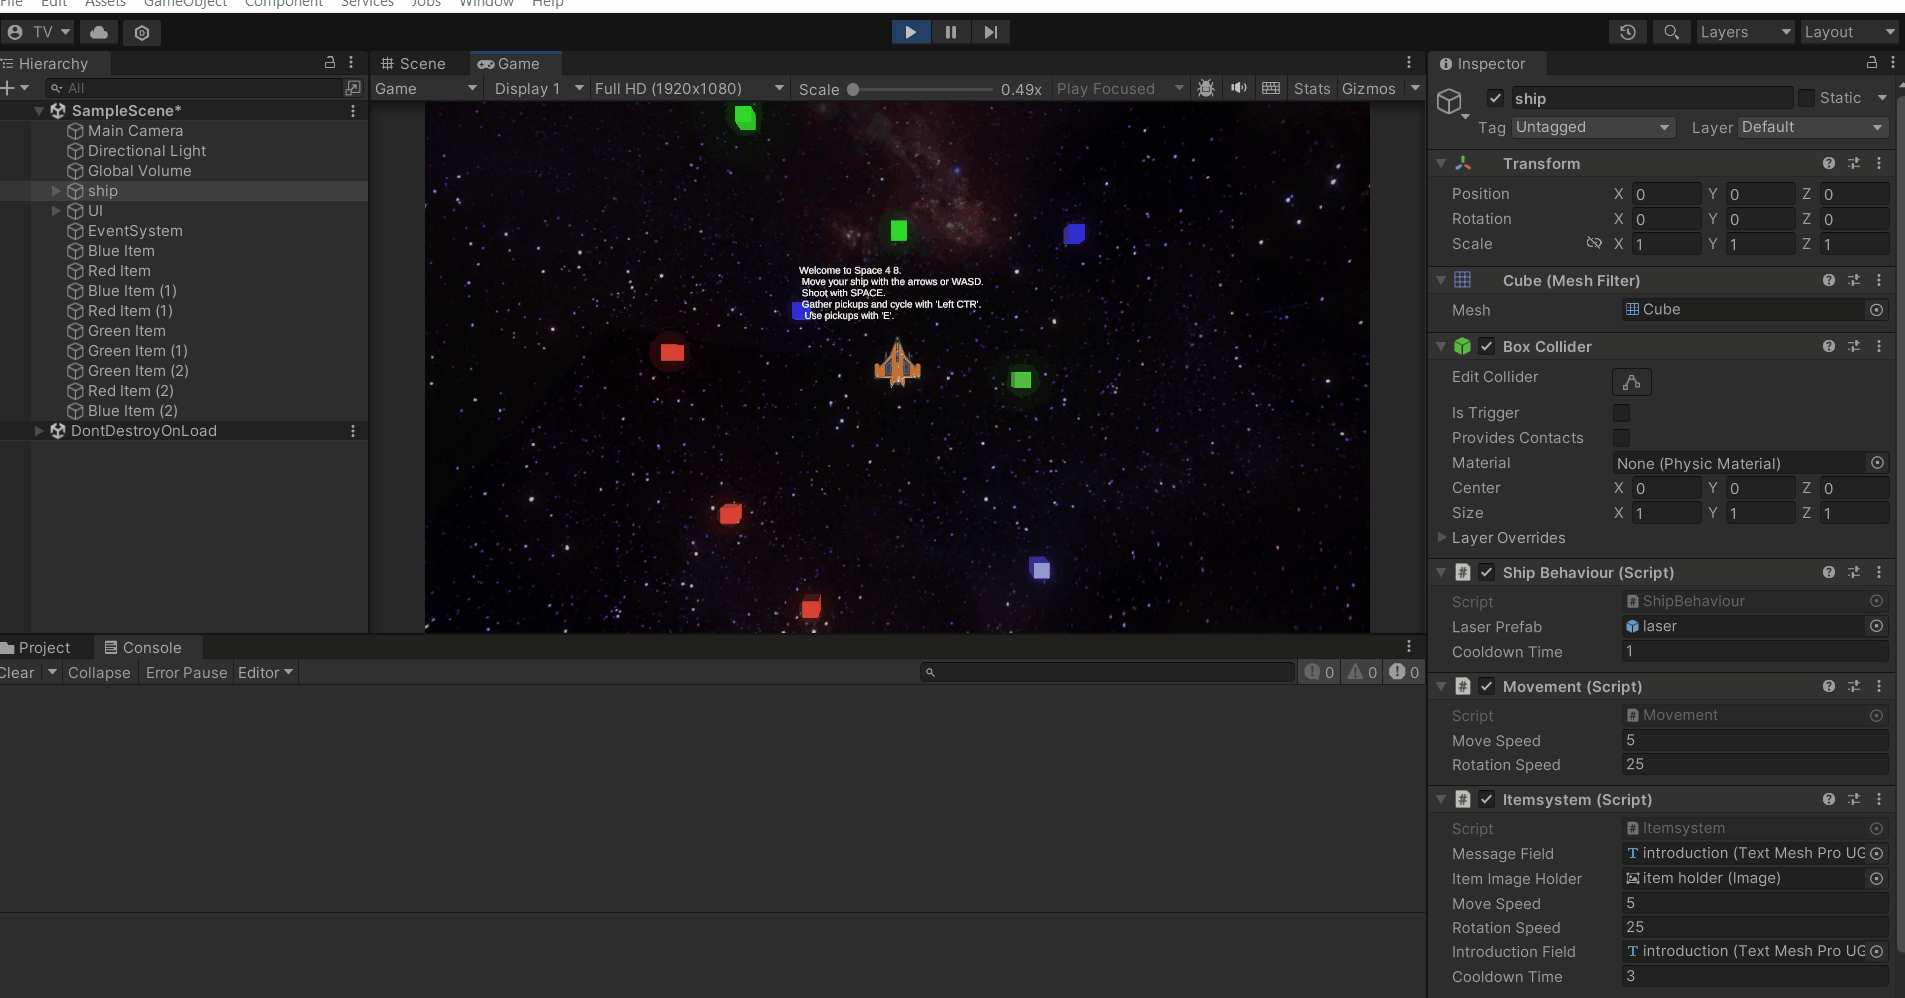 File Edit Assets GameObject Component Services Jobs Window Help
TV
Layers Layout
Hierarchy
All
SampleScene*
Main Camera
Directional Light
Global Volume
ship
UI
EventSystem
Blue Item
Red Item
Blue Item (1)
Red Item (1)
Green Item
Green Item (1)
Green Item (2)
Red Item (2)
Blue Item (2)
DontDestroyOnLoad
Scene Game
Game Display 1 Full HD (1920x1080) Scale 0.49x Play Focused Stats Gizmos
Welcome to Space 4 8.
Move your ship with the arrows or WASD.
Shoot with SPACE.
Gather pickups and cycle with 'Left CTR'.
Use pickups with 'E'.
Project Console
Clear Collapse Error Pause Editor 0 0 0
Inspector
ship Static
Tag Untagged Layer Default
Transform
Position X 0 Y 0 Z 0
Rotation X 0 Y 0 Z 0
Scale X 1 Y 1 Z 1
Cube (Mesh Filter)
Mesh Cube
Box Collider
Edit Collider
Is Trigger
Provides Contacts
Material None (Physic Material)
Center X 0 Y 0 Z 0
Size X 1 Y 1 Z 1
Layer Overrides
# Ship Behaviour (Script)
Script ShipBehaviour
Laser Prefab laser
Cooldown Time 1
# Movement (Script)
Script Movement
Move Speed 5
Rotation Speed 25
# Itemsystem (Script)
Script Itemsystem
Message Field introduction (Text Mesh Pro UG
Item Image Holder item holder (Image)
Move Speed 5
Rotation Speed 25
Introduction Field introduction (Text Mesh Pro UG
Cooldown Time 3